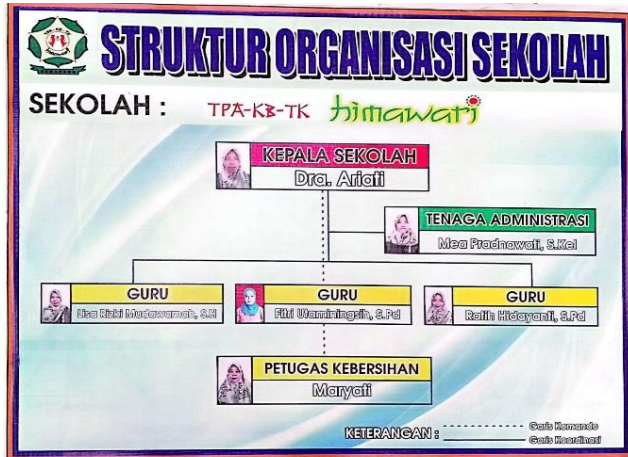 STRUKTUR ORGANISASI SEKOLAH
SEKOLAH : TPA-KB-TK himawari
KEPALA SEKOLAH
Dra. Ariati
TENAGA ADMINISTRASI
Mea Pradnawati, S.Kel
GURU
Lisa Rizki Mudawamah, S.H
GURU
Fitri Utaminingsih, S.Pd
GURU
Ratih Hidayanti, S.Pd
PETUGAS KEBERSIHAN
Maryati
KETERANGAN :
Garis Komando
Garis Koordinasi